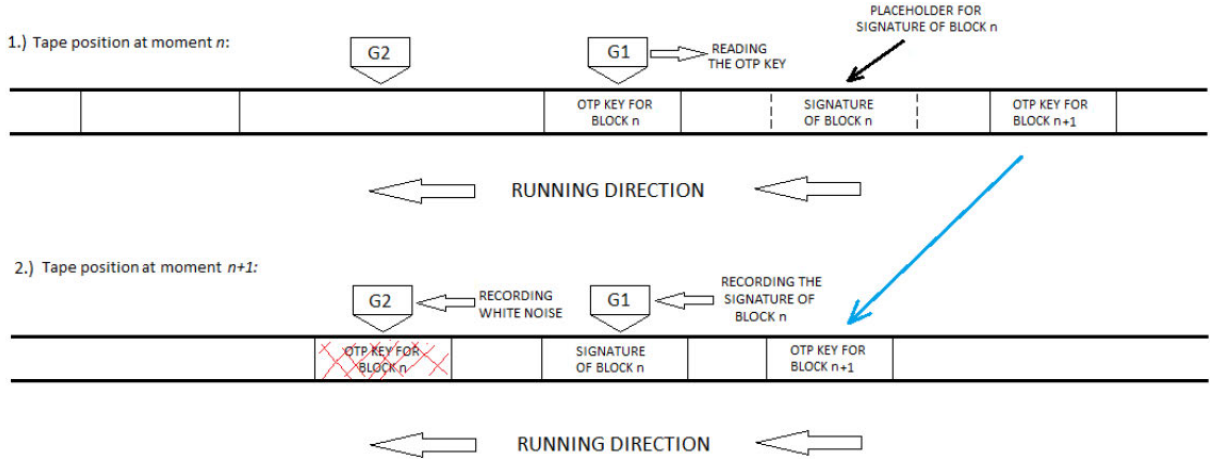 PLACEHOLDER FOR
SIGNATURE OF BLOCK n
1.) Tape position at moment n:
G2
G1
READING
THE OTP KEY
OTP KEY FOR
BLOCK n
SIGNATURE
OF BLOCK n
OTP KEY FOR
BLOCK n+1
RUNNING DIRECTION
2.) Tape position at moment n+1:
G2
RECORDING
WHITE NOISE
G1
RECORDING THE
SIGNATURE OF
BLOCK n
OTP KEY FOR
BLOCK n
SIGNATURE
OF BLOCK n
OTP KEY FOR
BLOCK n+1
RUNNING DIRECTION